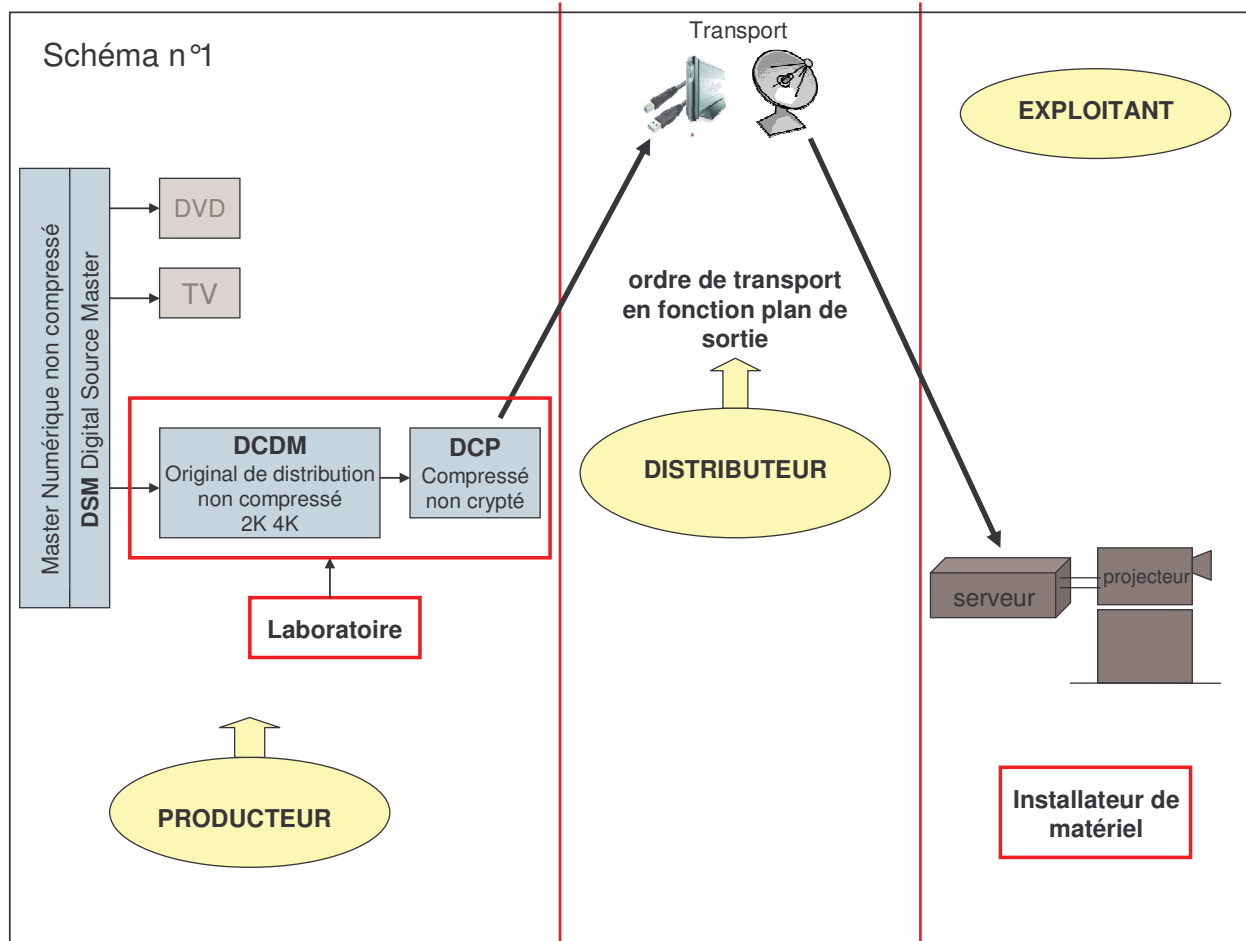 Schéma n°1
Master Numérique non compressé
DSM Digital Source Master
DVD
TV
DCDM
Original de distribution
non compressé
2K 4K
DCP
Compressé
non crypté
Laboratoire
PRODUCTEUR
Transport
ordre de transport
en fonction plan de
sortie
DISTRIBUTEUR
EXPLOITANT
serveur
projecteur
Installateur de
matériel